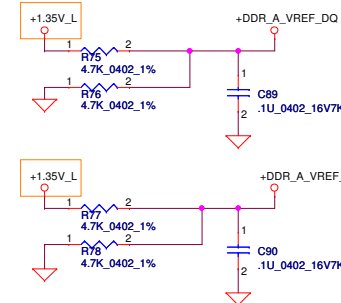 +1.35V_L
+DDR_A_VREF_DQ
1 2
R75
4.7K_0402_1%
1 2
R76
4.7K_0402_1%
1
C89
.1U_0402_16V7K
2
+1.35V_L
+DDR_A_VREF_
1 2
R77
4.7K_0402_1%
1 2
R78
4.7K_0402_1%
1
C90
.1U_0402_16V7K
2